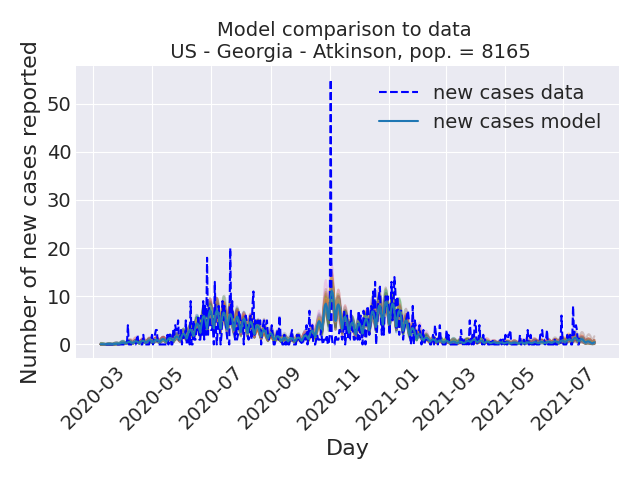 Model comparison to data
US - Georgia - Atkinson, pop. = 8165
Number of new cases reported
50
40
30
20
10
0
new cases data
new cases model
2020-03
2020-05
2020-07
2020-09
2020-11
2021-01
2021-03
2021-05
2021-07
Day